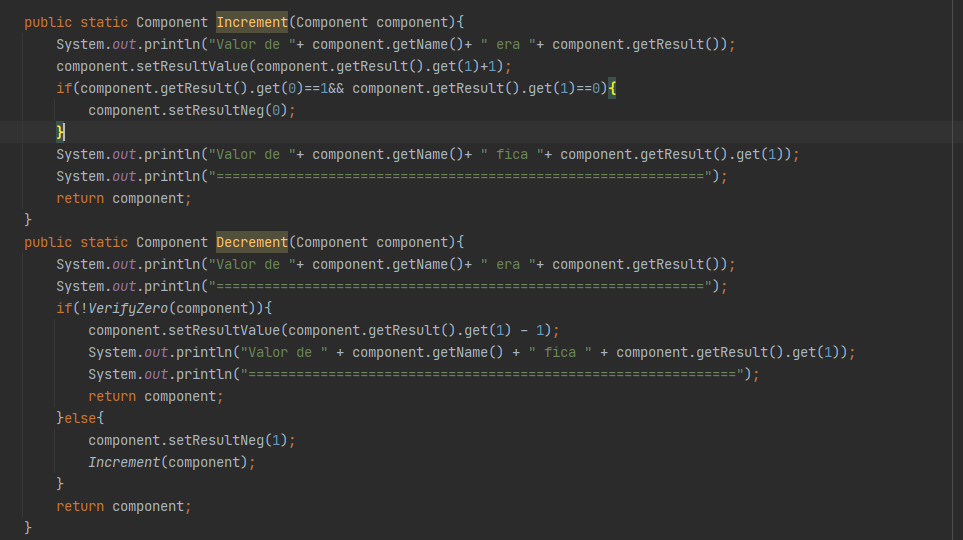 public static Component Increment(Component component){
    System.out.println("Valor de "+ component.getName()+ " era "+ component.getResult());
    component.setResultValue(component.getResult().get(1)+1);
    if(component.getResult().get(0)==1&& component.getResult().get(1)==0){
        component.setResultNeg(0);
    }
    System.out.println("Valor de "+ component.getName()+ " fica "+ component.getResult().get(1));
    System.out.println("=============================================================");
    return component;
}
public static Component Decrement(Component component){
    System.out.println("Valor de "+ component.getName()+ " era "+ component.getResult());
    System.out.println("=============================================================");
    if(!VerifyZero(component)){
        component.setResultValue(component.getResult().get(1) - 1);
        System.out.println("Valor de " + component.getName() + " fica " + component.getResult().get(1));
        System.out.println("=============================================================");
        return component;
    }else{
        component.setResultNeg(1);
        Increment(component);
    }
    return component;
}